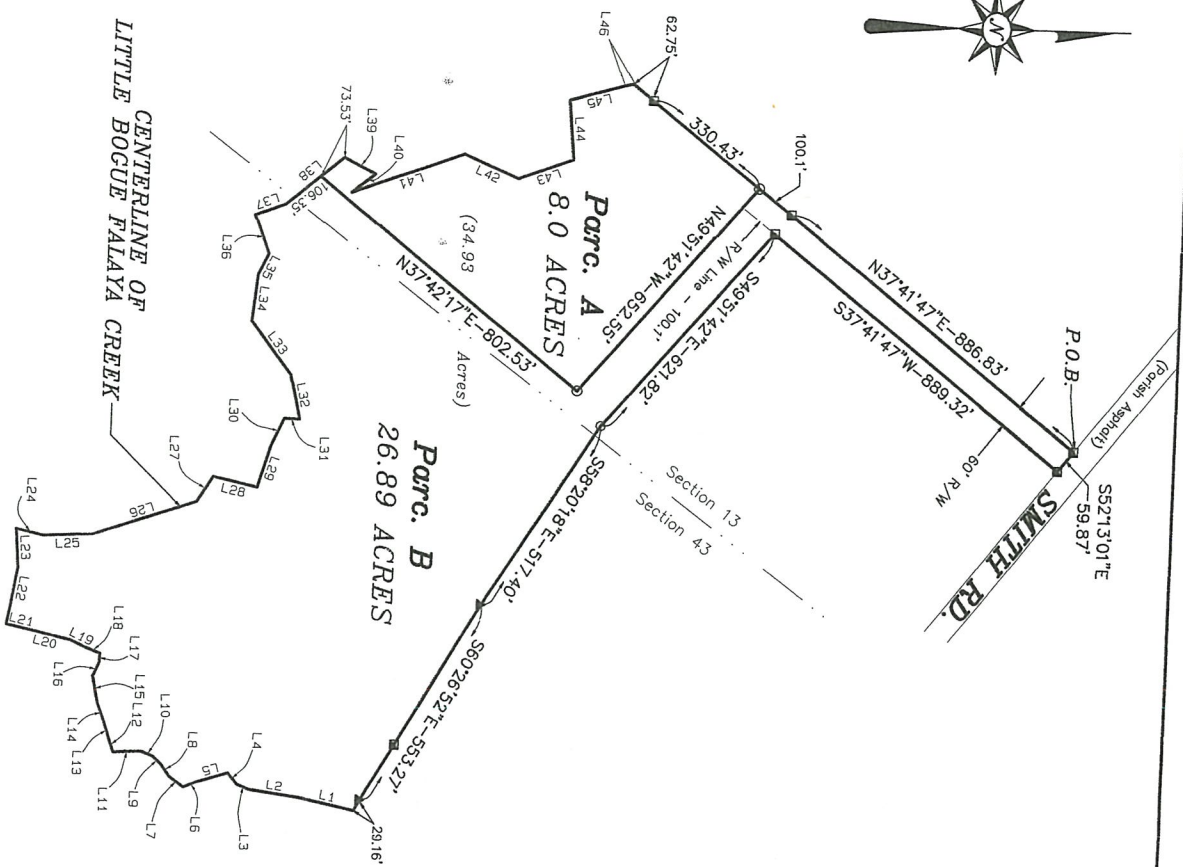 N
(Parish Asphalt)
SMITH RD.
P.O.B.
S52°13'01"E
59.87'
N37°41'47"E-886.83'
S37°41'47"W-889.32'
60' R/W
100.1'
62.75'
330.43'
L46
L45
L44
L43
L42
L41
L40
L39
73.53'
L38
106.35'
L37
L36
L35
L34
L33
L32
L31
L30
L29
L28
L27
L26
L25
L24
L23
L22
L21
L20
L19
L18
L17
L16
L15
L14
L13
L12
L11
L10
L9
L8
L7
L6
L5
L4
L3
L2
L1
29.16'
N49°51'42"W-652.55'
R/W Line - 100.1'
S49°51'42"E-621.82'
Parc. A
8.0 ACRES
(34.93
Acres)
N37°42'17"E-802.53'
Section 13
Section 43
S58°20'18"E-517.40'
S60°26'52"E-553.27'
Parc. B
26.89 ACRES
CENTERLINE OF
LITTLE BOGUE FALAYA CREEK